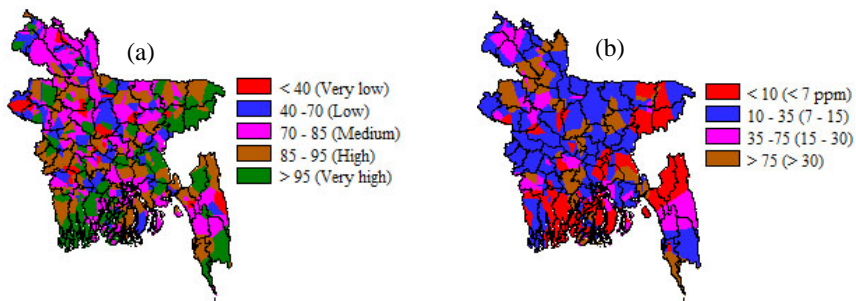 (a)
< 40 (Very low)
40 -70 (Low)
70 - 85 (Medium)
85 - 95 (High)
> 95 (Very high)
(b)
< 10 (< 7 ppm)
10 - 35 (7 - 15)
35 -75 (15 - 30)
> 75 (> 30)